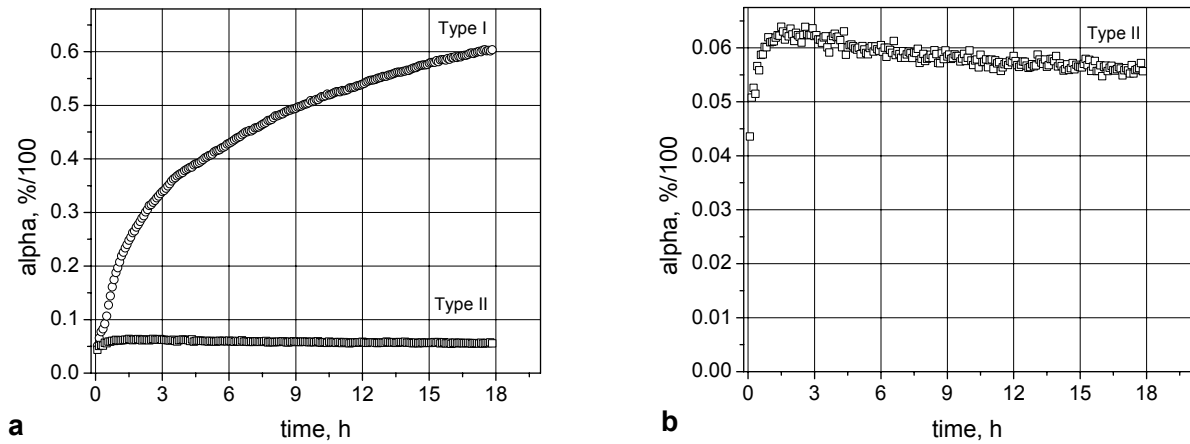 Type I
0.6
0.5
0.4
0.3
0.2
0.1
0.0
alpha, %/100
Type II
0 3 6 9 12 15 18
time, h
a
Type II
0.06
0.05
0.04
0.03
0.02
0.01
0.00
alpha, %/100
0 3 6 9 12 15 18
time, h
b